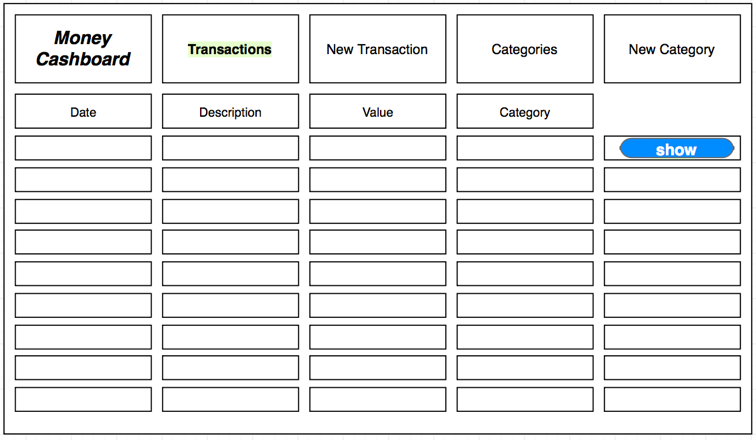 Money
Cashboard
Transactions
New Transaction
Categories
New Category
Date
Description
Value
Category
show